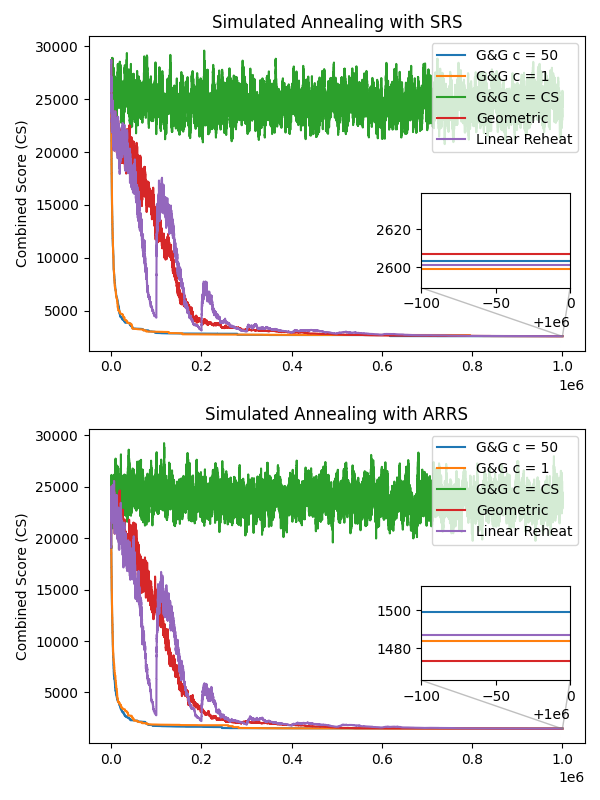 Simulated Annealing with SRS
Combined Score (CS)
30000
25000
20000
15000
10000
5000
G&G c = 50
G&G c = 1
G&G c = CS
Geometric
Linear Reheat
2620
2600
−100
−50
0
+1e6
0.0
0.2
0.4
0.6
0.8
1.0
1e6
Simulated Annealing with ARRS
Combined Score (CS)
30000
25000
20000
15000
10000
5000
G&G c = 50
G&G c = 1
G&G c = CS
Geometric
Linear Reheat
1500
1480
−100
−50
0
+1e6
0.0
0.2
0.4
0.6
0.8
1.0
1e6